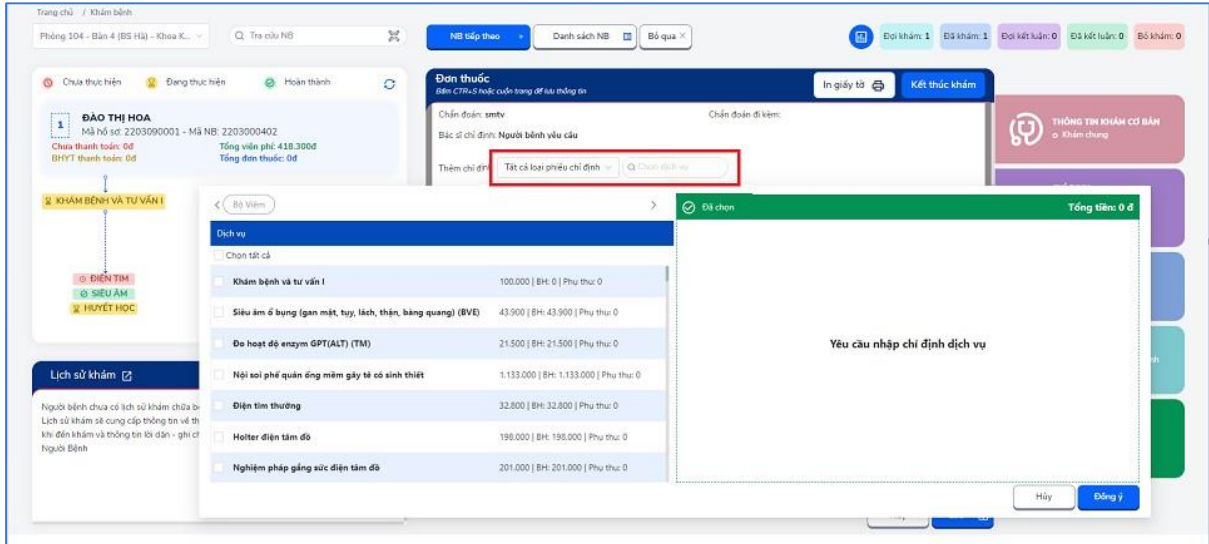 Trang chủ / Khám bệnh
Phòng 104 - Bàn 4 (BS Hà) - Khoa K...
Tra cứu NB
NB tiếp theo
Danh sách NB
Bỏ qua
Đợi khám: 1
Đã khám: 1
Đợi kết luận: 0
Đã kết luận: 0
Bỏ khám: 0
Chưa thực hiện
Đang thực hiện
Hoàn thành
1
ĐÀO THỊ HOA
Mã hồ sơ: 2203090001 - Mã NB: 2203000402
Chưa thanh toán: 0đ
Tổng viện phí: 418.300đ
BHYT thanh toán: 0đ
Tổng đơn thuốc: 0đ
KHÁM BỆNH VÀ TƯ VẤN I
ĐIỆN TIM
SIÊU ÂM
HUYẾT HỌC
Lịch sử khám
Người bệnh chưa có lịch sử khám chữa
Lịch sử khám sẽ cung cấp thông tin về
khi đến khám và thông tin lời dặn - ghi
Người Bệnh
Đơn thuốc
Bấm CTR+S hoặc cuộn trang để lưu thông tin
In giấy tờ
Kết thúc khám
Chẩn đoán: smtv
Chẩn đoán đi kèm:
Bác sĩ chỉ định: Người bệnh yêu cầu
Thêm chỉ định
Tất cả loại phiếu chỉ định
Chọn dịch vụ
THÔNG TIN KHÁM CƠ BẢN
Khám chung
Bộ Viêm
Dịch vụ
Chọn tất cả
Khám bệnh và tư vấn I
100.000 | BH: 0 | Phụ thu: 0
Siêu âm ổ bụng (gan mật, tụy, lách, thận, bàng quang) (BVE)
43.900 | BH: 43.900 | Phụ thu: 0
Đo hoạt độ enzym GPT(ALT) (TM)
21.500 | BH: 21.500 | Phụ thu: 0
Nội soi phế quản ống mềm gây tê có sinh thiết
1.133.000 | BH: 1.133.000 | Phụ thu: 0
Điện tim thường
32.800 | BH: 32.800 | Phụ thu: 0
Holter điện tâm đồ
198.000 | BH: 198.000 | Phụ thu: 0
Nghiệm pháp gắng sức điện tâm đồ
201.000 | BH: 201.000 | Phụ thu: 0
Đã chọn
Tổng tiền: 0 đ
Yêu cầu nhập chỉ định dịch vụ
Hủy
Đồng ý